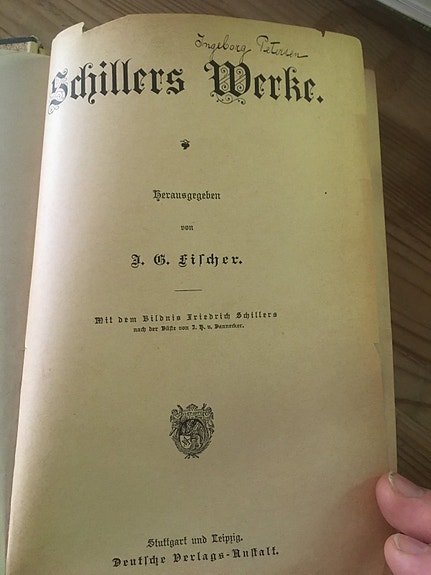 Ingeborg Petersen
Schillers Werke.
Herausgegeben
von
J. G. Fischer.
Mit dem Bildnis Friedrich Schillers
nach der Büste von J. H. v. Dannecker.
Stuttgart und Leipzig.
Deutsche Verlags-Anstalt.